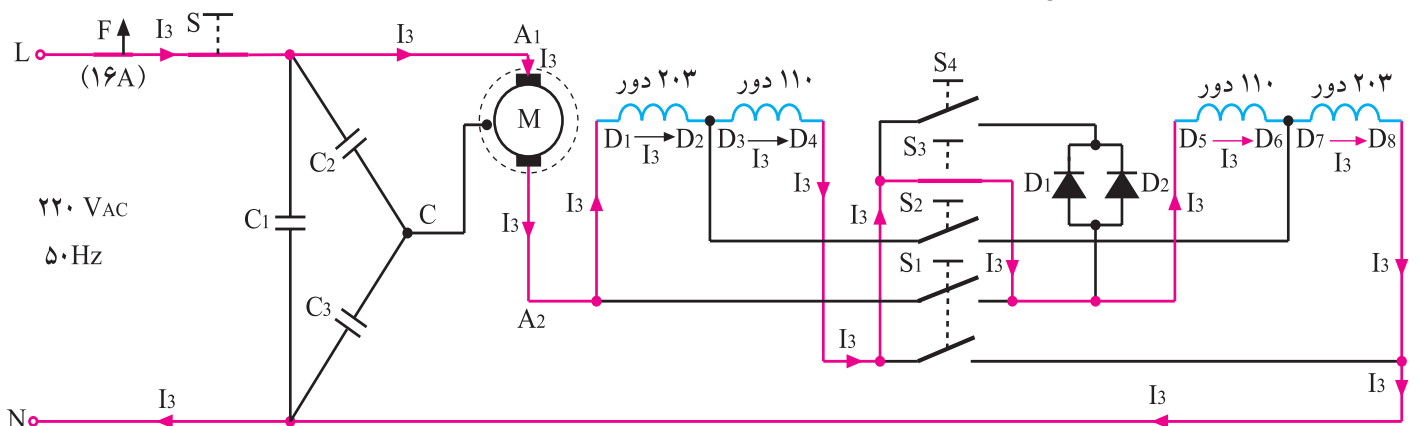 L F I3 S I3 A1 I3
(۱۶A)
۲۰۳ دور ۱۱۰ دور S4 ۱۱۰ دور ۲۰۳ دور
M
D1 D2 D3 D4 S3 D5 D6 D7 D8
I3 I3 I3 I3
C2 D1 D2
I3 I3 I3 S2 I3
۲۲۰ VAC
C1 C I3
۵۰Hz
S1 I3 I3
C3 A2
I3 I3
N I3 I3